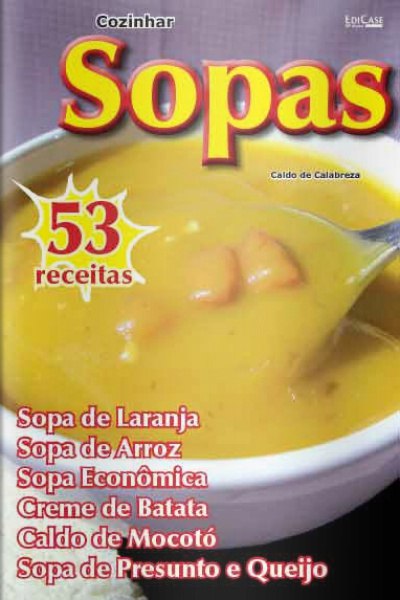 Cozinhar
EDICASE
Sopas
Caldo de Calabreza
53
receitas
Sopa de Laranja
Sopa de Arroz
Sopa Econômica
Creme de Batata
Caldo de Mocotó
Sopa de Presunto e Queijo